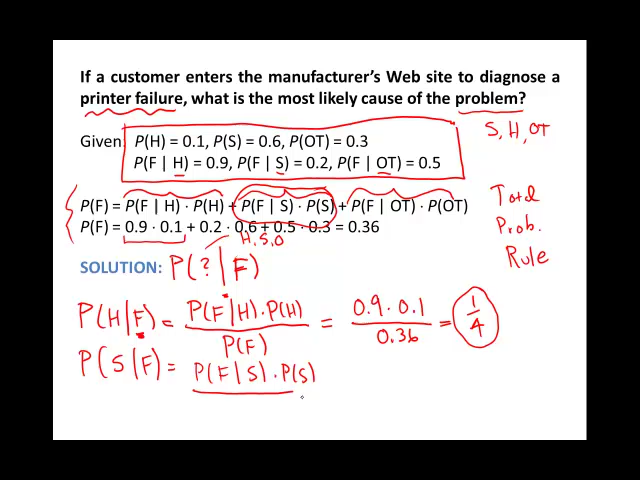 If a customer enters the manufacturer's Web site to diagnose a
printer failure, what is the most likely cause of the problem?
S, H, OT
Given: P(H) = 0.1, P(S) = 0.6, P(OT) = 0.3
P(F | H) = 0.9, P(F | S) = 0.2, P(F | OT) = 0.5
P(F) = P(F | H) · P(H) + P(F | S) · P(S) + P(F | OT) · P(OT)
P(F) = 0.9 · 0.1 + 0.2 · 0.6 + 0.5 · 0.3 = 0.36
Total
Prob.
Rule
H, S, O
SOLUTION: P(? | F)
P(H|F) = P(F|H)·P(H) / P(F) = 0.9 · 0.1 / 0.36 = 1/4
P(S|F) = P(F|S)·P(S)